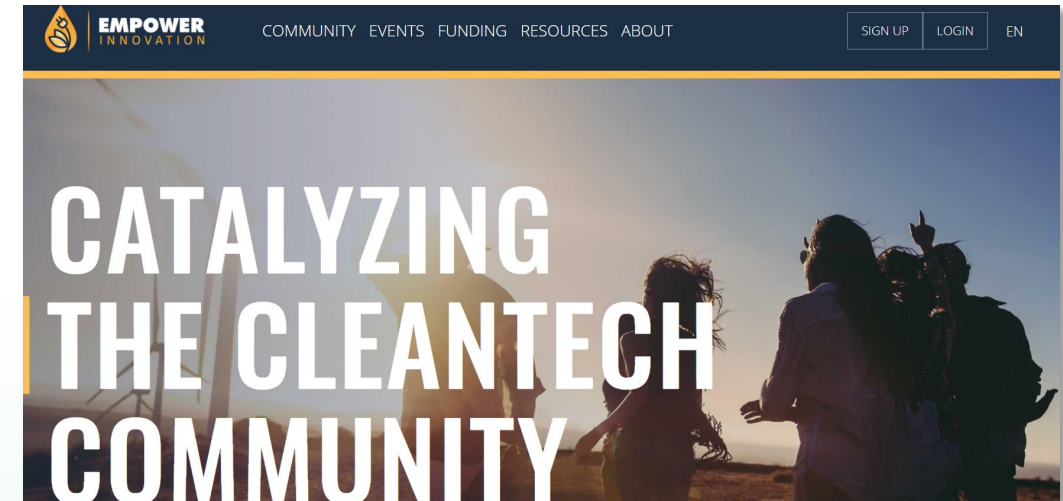 EMPOWER
INNOVATION
COMMUNITY EVENTS FUNDING RESOURCES ABOUT
SIGN UP LOGIN EN
CATALYZING
THE CLEANTECH
COMMUNITY